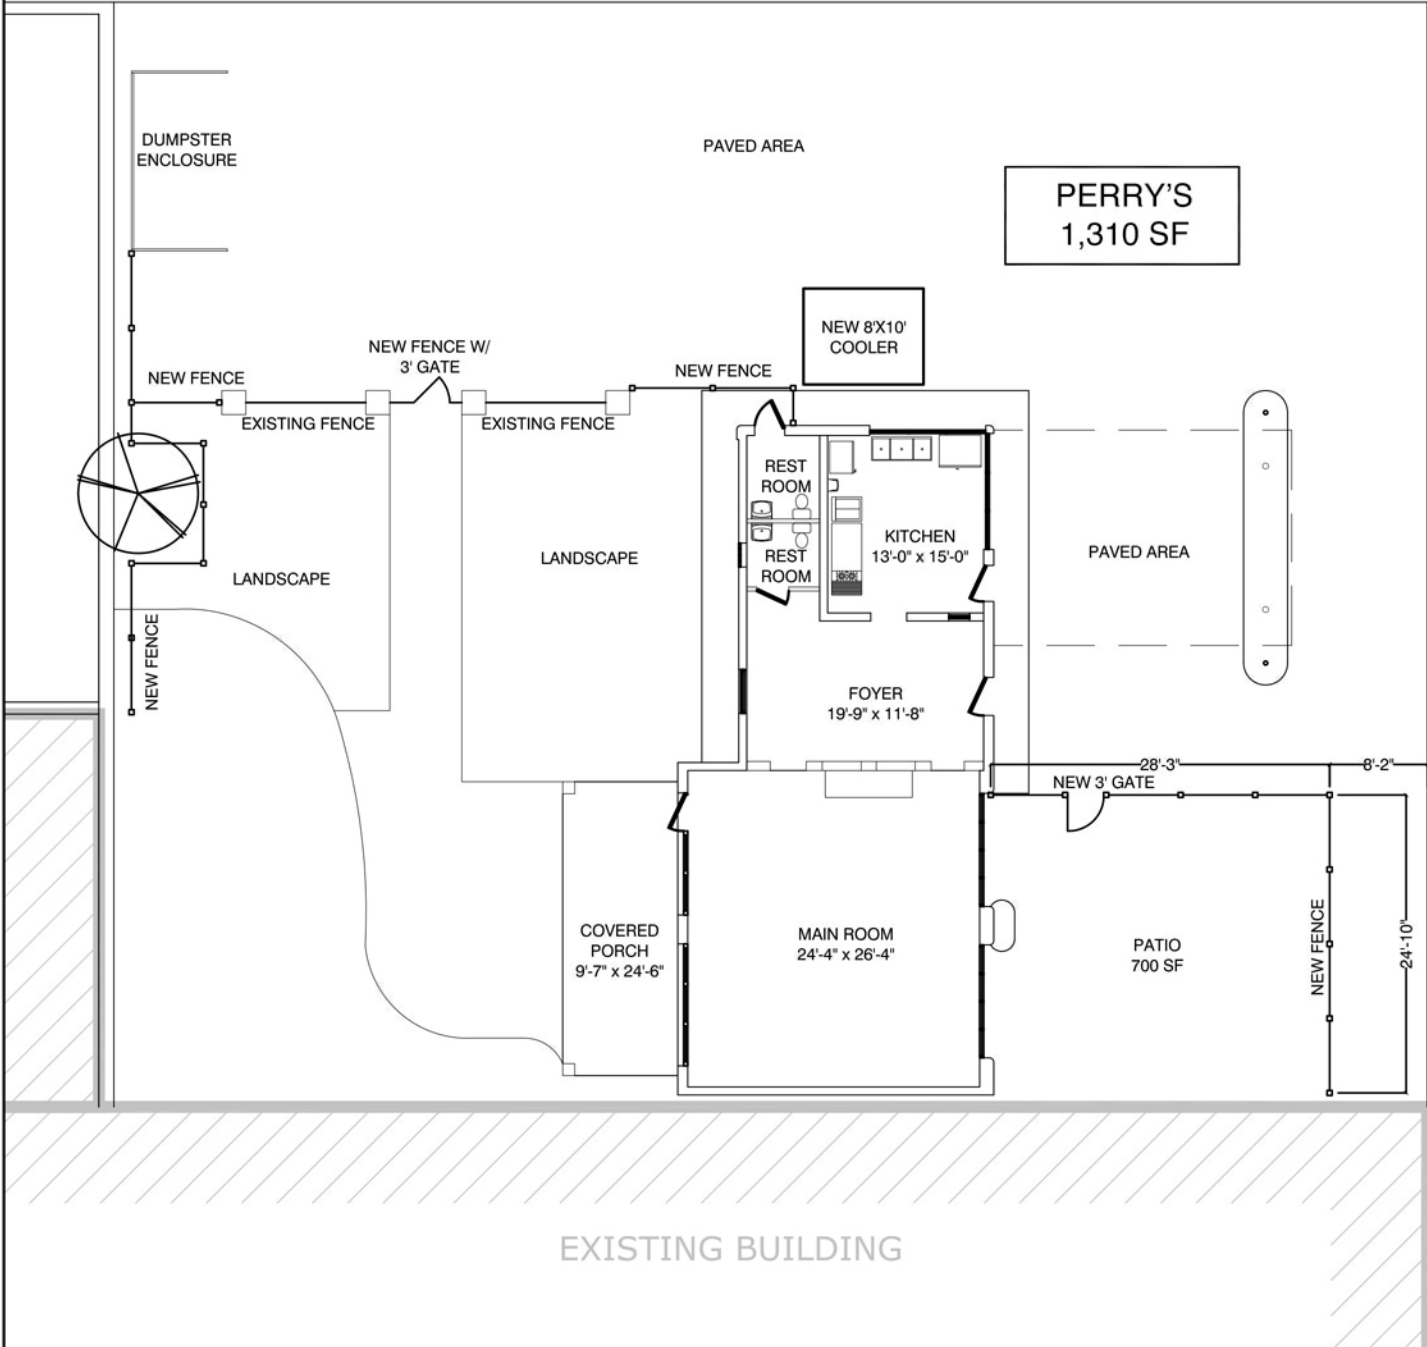 DUMPSTER
ENCLOSURE
PAVED AREA
PERRY'S
1,310 SF
NEW 8'X10'
COOLER
NEW FENCE W/
3' GATE
NEW FENCE
NEW FENCE
EXISTING FENCE
EXISTING FENCE
REST
ROOM
KITCHEN
13'-0" x 15'-0"
REST
ROOM
PAVED AREA
LANDSCAPE
LANDSCAPE
NEW FENCE
FOYER
19'-9" x 11'-8"
28'-3"
8'-2"
NEW 3' GATE
COVERED
PORCH
9'-7" x 24'-6"
MAIN ROOM
24'-4" x 26'-4"
PATIO
700 SF
NEW FENCE
24'-10"
EXISTING BUILDING